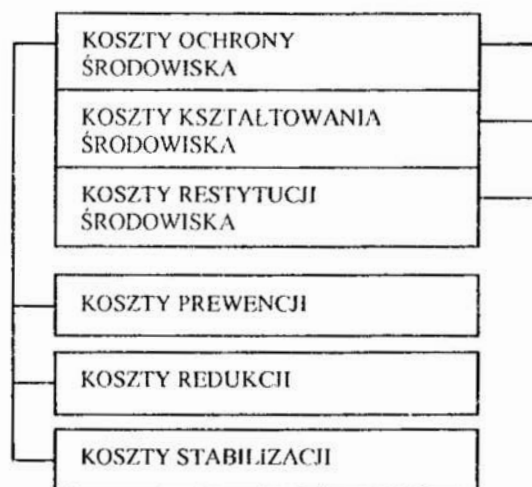 KOSZTY OCHRONY
ŚRODOWISKA
KOSZTY KSZTAŁTOWANIA
ŚRODOWISKA
KOSZTY RESTYTUCJI
ŚRODOWISKA
KOSZTY PREWENCJI
KOSZTY REDUKCJI
KOSZTY STABILIZACJI